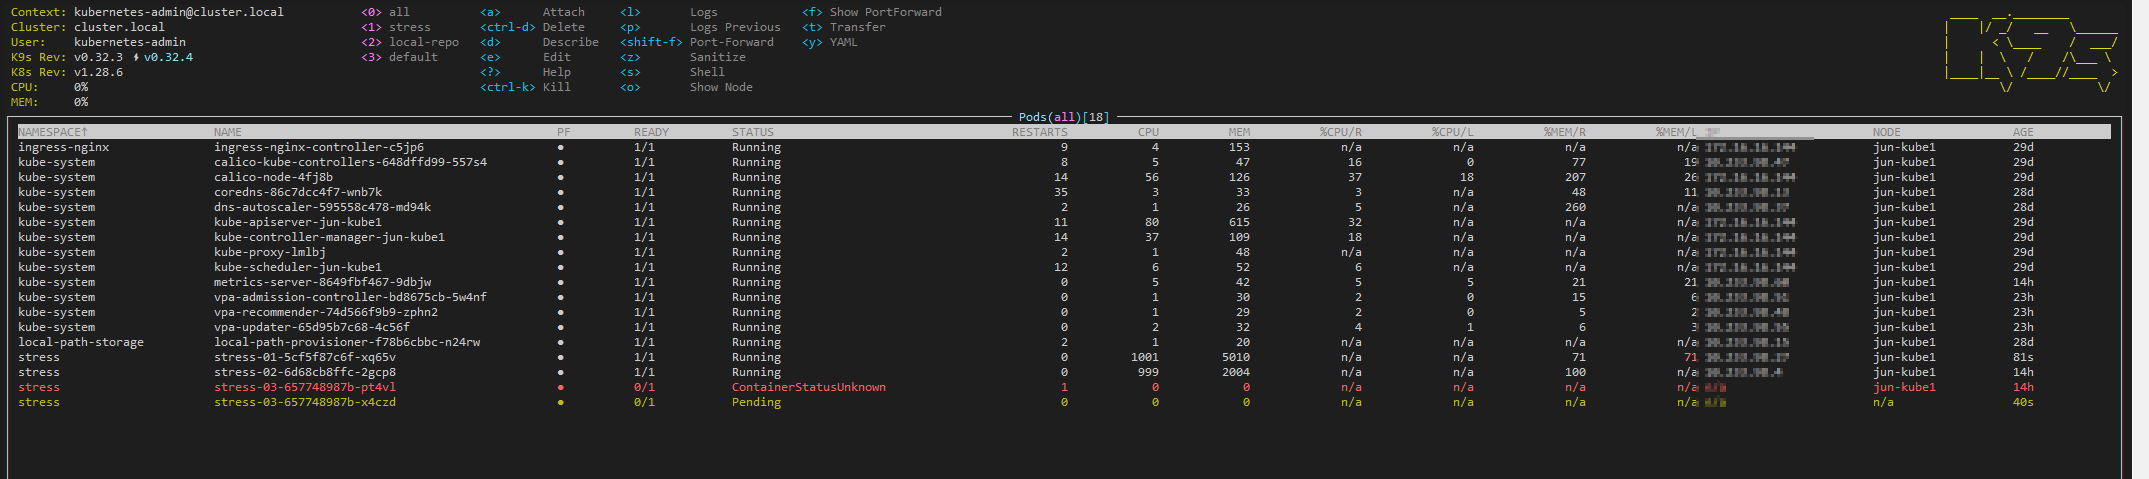 Context: kubernetes-admin@cluster.local <0> all <a> Attach <l> Logs <f> Show PortForward
Cluster: cluster.local <1> stress <ctrl-d> Delete <p> Logs Previous <t> Transfer
User: kubernetes-admin <2> local-repo <d> Describe <shift-f> Port-Forward <y> YAML
K9s Rev: v0.32.3 ⚡v0.32.4 <3> default <e> Edit <z> Sanitize
K8s Rev: v1.28.6 <?> Help <s> Shell
CPU: 0% <ctrl-k> Kill <o> Show Node
MEM: 0%
Pods(all)[18]
NAMESPACE↑ NAME PF READY STATUS RESTARTS CPU MEM %CPU/R %CPU/L %MEM/R %MEM/L NODE AGE
ingress-nginx ingress-nginx-controller-c5jp6 ● 1/1 Running 9 4 153 n/a n/a n/a n/a jun-kube1 29d
kube-system calico-kube-controllers-648dffd99-557s4 ● 1/1 Running 8 5 47 16 0 77 19 jun-kube1 29d
kube-system calico-node-4fj8b ● 1/1 Running 14 56 126 37 18 207 26 jun-kube1 29d
kube-system coredns-86c7dcc4f7-wnb7k ● 1/1 Running 35 3 33 3 n/a 48 11 jun-kube1 28d
kube-system dns-autoscaler-595558c478-md94k ● 1/1 Running 2 1 26 5 n/a 260 n/a jun-kube1 28d
kube-system kube-apiserver-jun-kube1 ● 1/1 Running 11 80 615 32 n/a n/a n/a jun-kube1 29d
kube-system kube-controller-manager-jun-kube1 ● 1/1 Running 14 37 109 18 n/a n/a n/a jun-kube1 29d
kube-system kube-proxy-lmlbj ● 1/1 Running 2 1 48 n/a n/a n/a n/a jun-kube1 29d
kube-system kube-scheduler-jun-kube1 ● 1/1 Running 12 6 52 6 n/a n/a n/a jun-kube1 29d
kube-system metrics-server-8649fbf467-9dbjw ● 1/1 Running 0 5 42 5 5 21 21 jun-kube1 14h
kube-system vpa-admission-controller-bd8675cb-5w4nf ● 1/1 Running 0 1 30 2 0 15 6 jun-kube1 23h
kube-system vpa-recommender-74d566f9b9-zphn2 ● 1/1 Running 0 1 29 2 0 5 2 jun-kube1 23h
kube-system vpa-updater-65d95b7c68-4c56f ● 1/1 Running 0 2 32 4 1 6 3 jun-kube1 23h
local-path-storage local-path-provisioner-f78b6cbbc-n24rw ● 1/1 Running 2 1 20 n/a n/a n/a n/a jun-kube1 28d
stress stress-01-5cf5f87c6f-xq65v ● 1/1 Running 0 1001 5010 n/a n/a 71 71 jun-kube1 81s
stress stress-02-6d68cb8ffc-2gcp8 ● 1/1 Running 0 999 2004 n/a n/a 100 n/a jun-kube1 14h
stress stress-03-657748987b-pt4vl ● 0/1 ContainerStatusUnknown 1 0 0 n/a n/a n/a n/a jun-kube1 14h
stress stress-03-657748987b-x4czd ● 0/1 Pending 0 0 0 n/a n/a n/a n/a n/a 40s